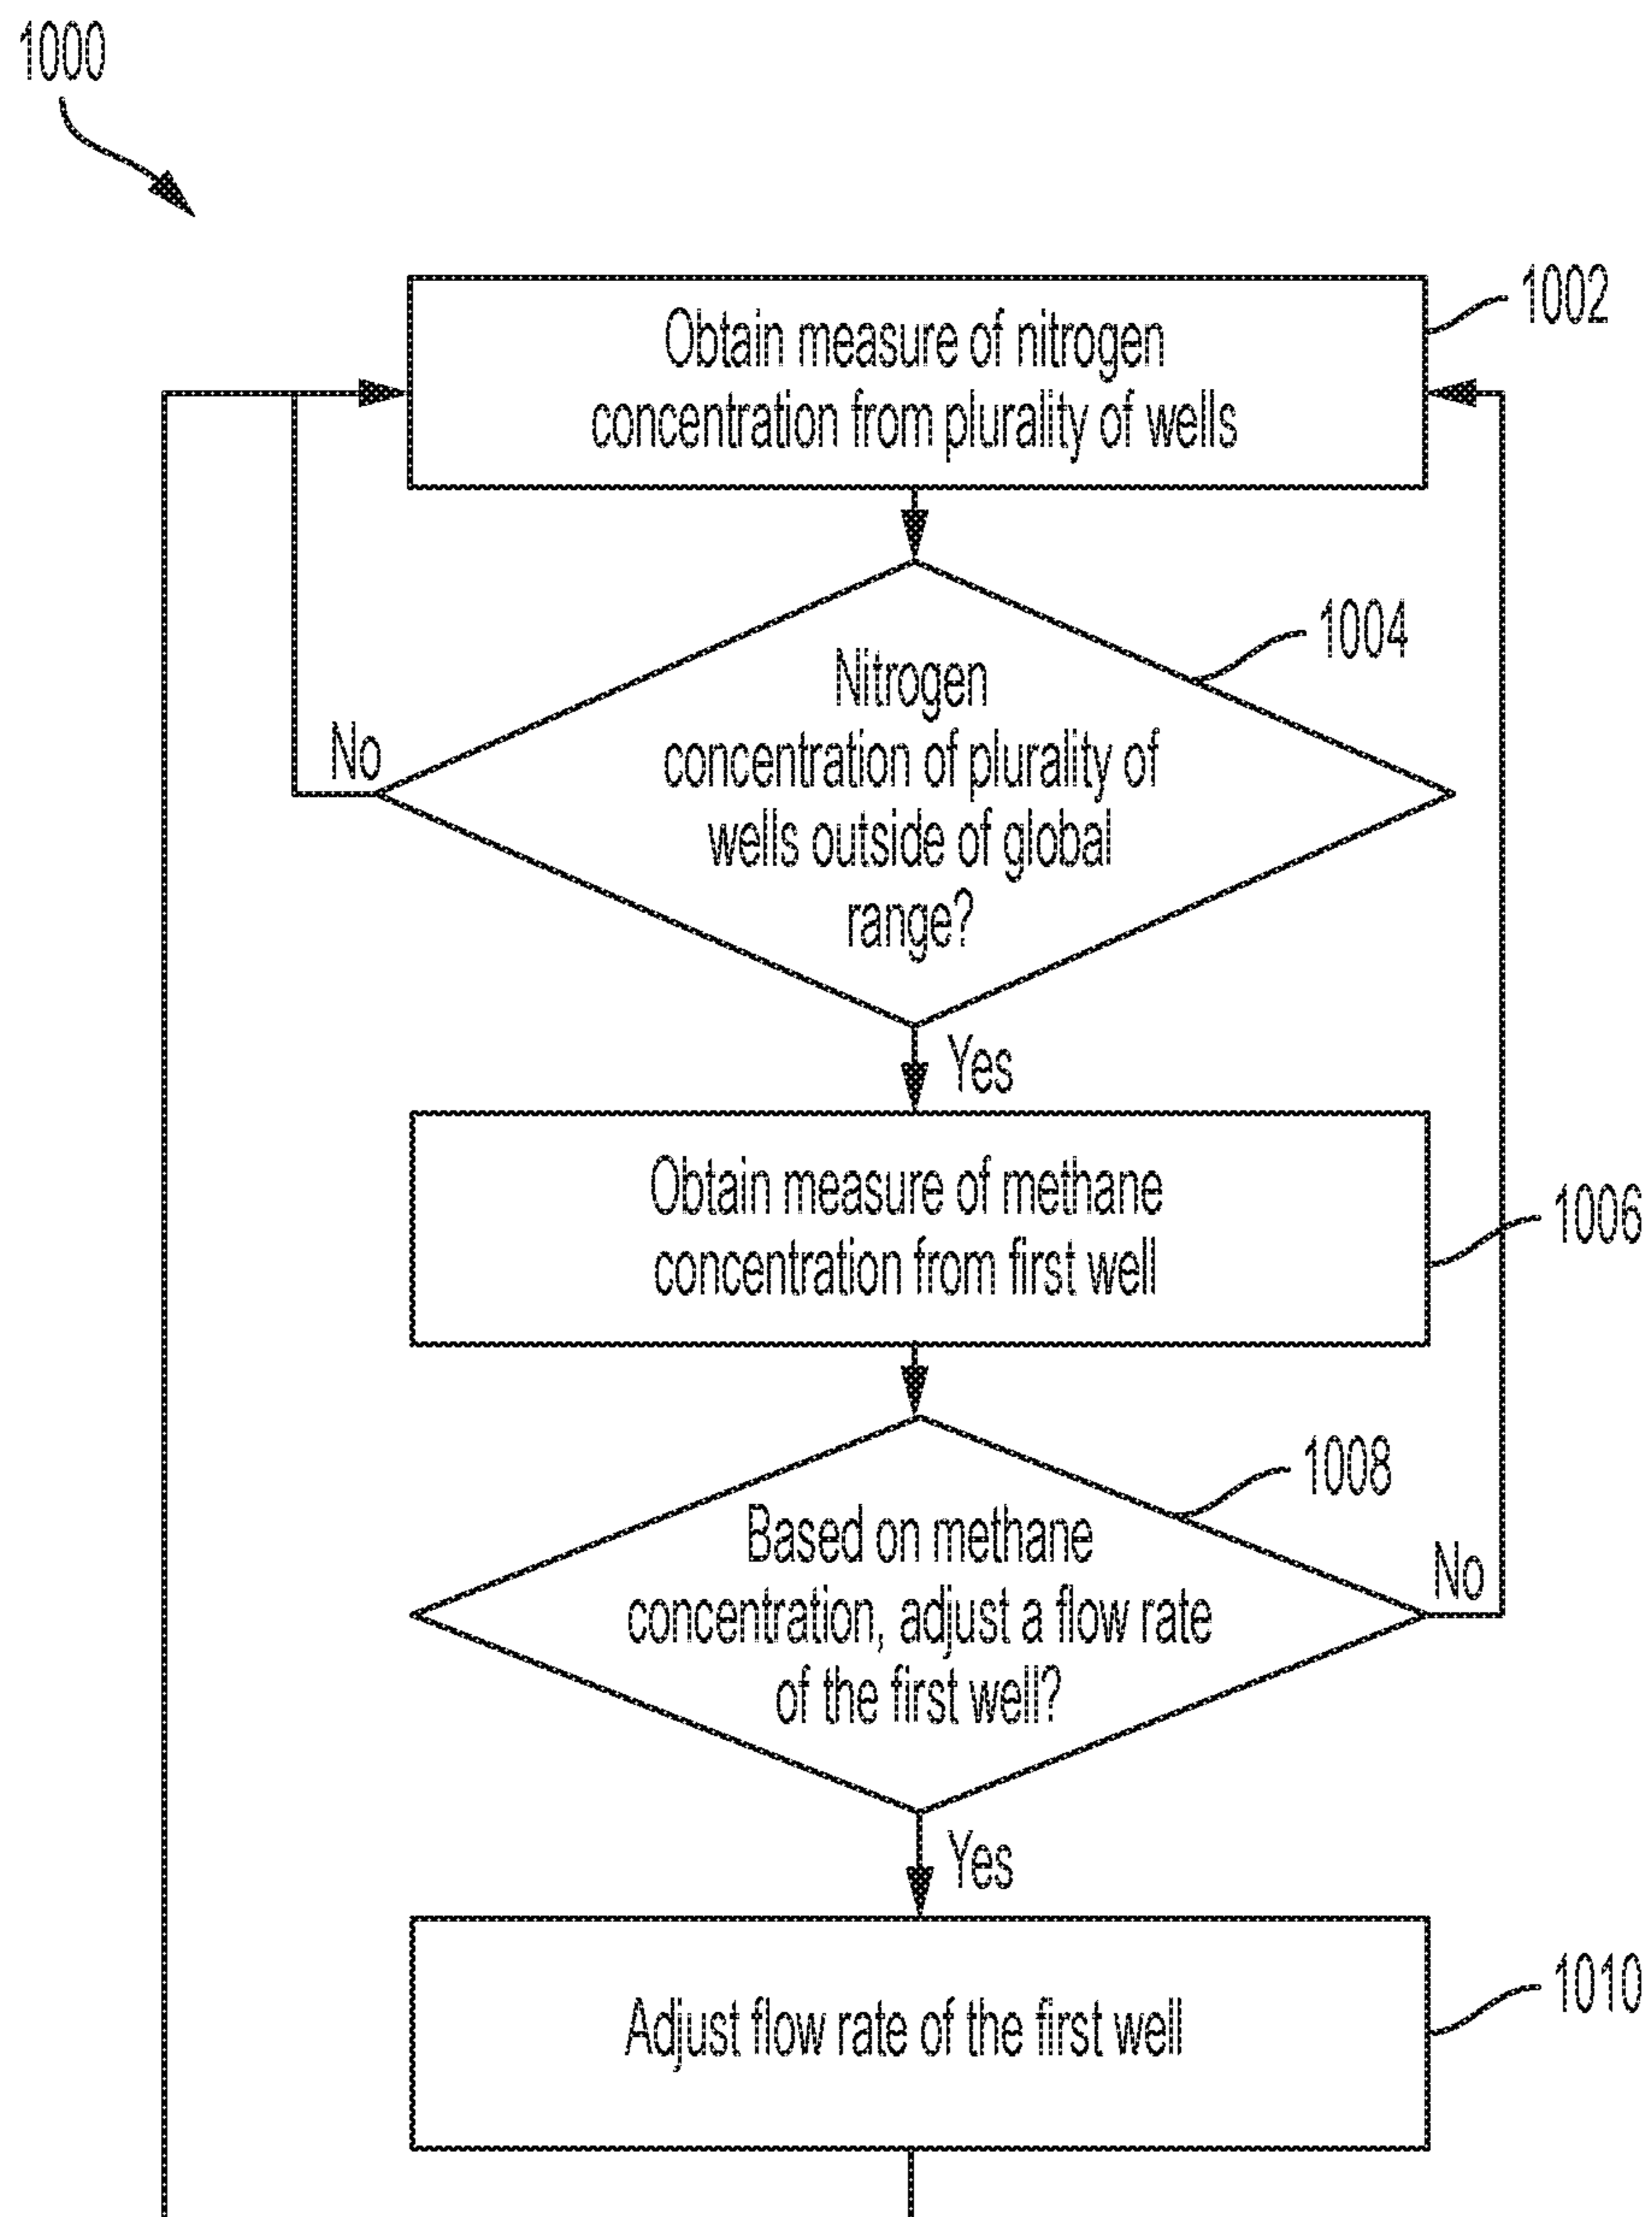 1000
1002
Obtain measure of nitrogen
concentration from plurality of wells
1004
Nitrogen
concentration of plurality of
wells outside of global
range?
No
Yes
Obtain measure of methane
concentration from first well
1006
1008
Based on methane
concentration, adjust a flow rate
of the first well?
No
Yes
Adjust flow rate of the first well
1010